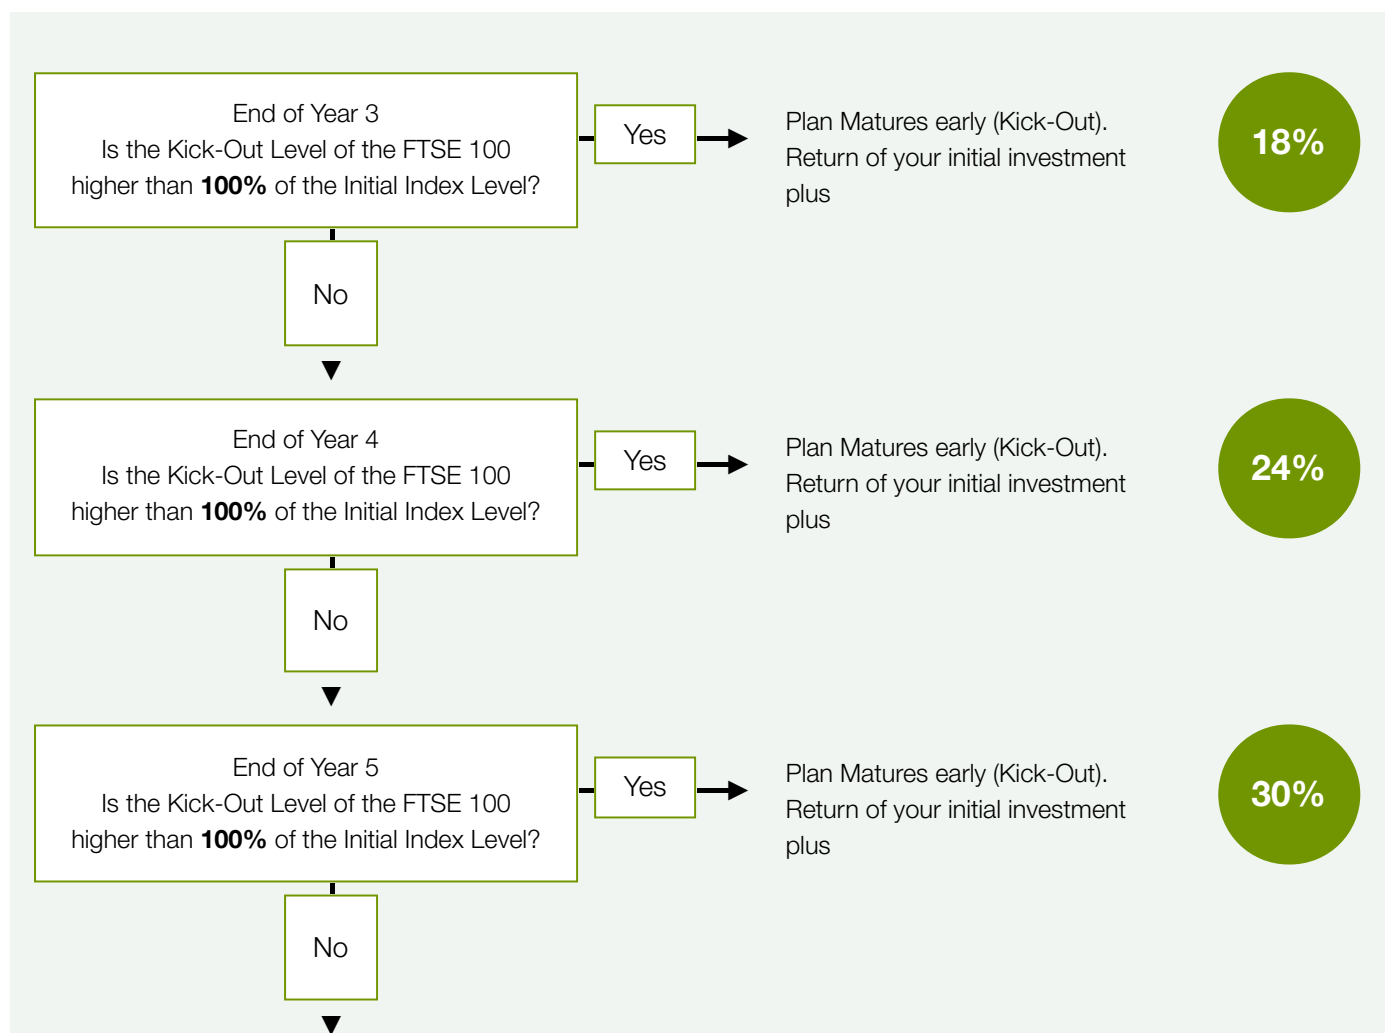 End of Year 3
Is the Kick-Out Level of the FTSE 100
higher than 100% of the Initial Index Level?
Yes
Plan Matures early (Kick-Out).
Return of your initial investment
plus
18%
No
End of Year 4
Is the Kick-Out Level of the FTSE 100
higher than 100% of the Initial Index Level?
Yes
Plan Matures early (Kick-Out).
Return of your initial investment
plus
24%
No
End of Year 5
Is the Kick-Out Level of the FTSE 100
higher than 100% of the Initial Index Level?
Yes
Plan Matures early (Kick-Out).
Return of your initial investment
plus
30%
No